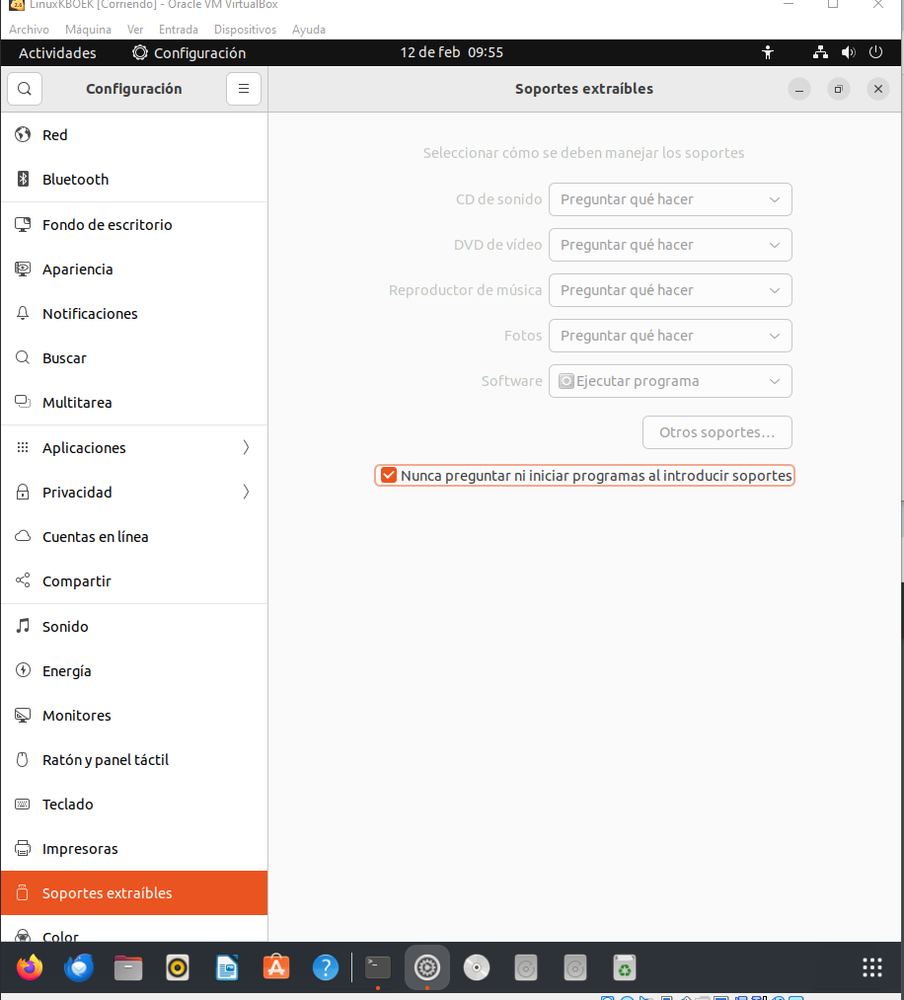 LinuxKBOEK [Corriendo] - Oracle VM VirtualBox
Archivo Máquina Ver Entrada Dispositivos Ayuda
Actividades Configuración 12 de feb 09:55
Configuración
Soportes extraíbles
Red
Bluetooth
Fondo de escritorio
Apariencia
Notificaciones
Buscar
Multitarea
Aplicaciones
Privacidad
Cuentas en línea
Compartir
Sonido
Energía
Monitores
Ratón y panel táctil
Teclado
Impresoras
Soportes extraíbles
Color
Seleccionar cómo se deben manejar los soportes
CD de sonido Preguntar qué hacer
DVD de vídeo Preguntar qué hacer
Reproductor de música Preguntar qué hacer
Fotos Preguntar qué hacer
Software Ejecutar programa
Otros soportes…
Nunca preguntar ni iniciar programas al introducir soportes